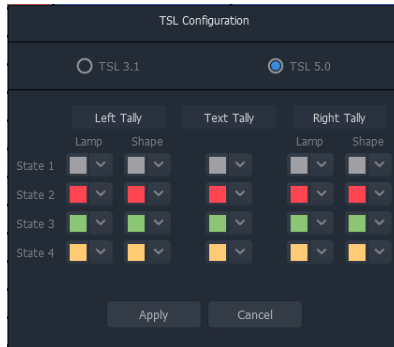 TSL Configuration
TSL 3.1 TSL 5.0
Left Tally Text Tally Right Tally
Lamp Shape Lamp Shape
State 1
State 2
State 3
State 4
Apply Cancel